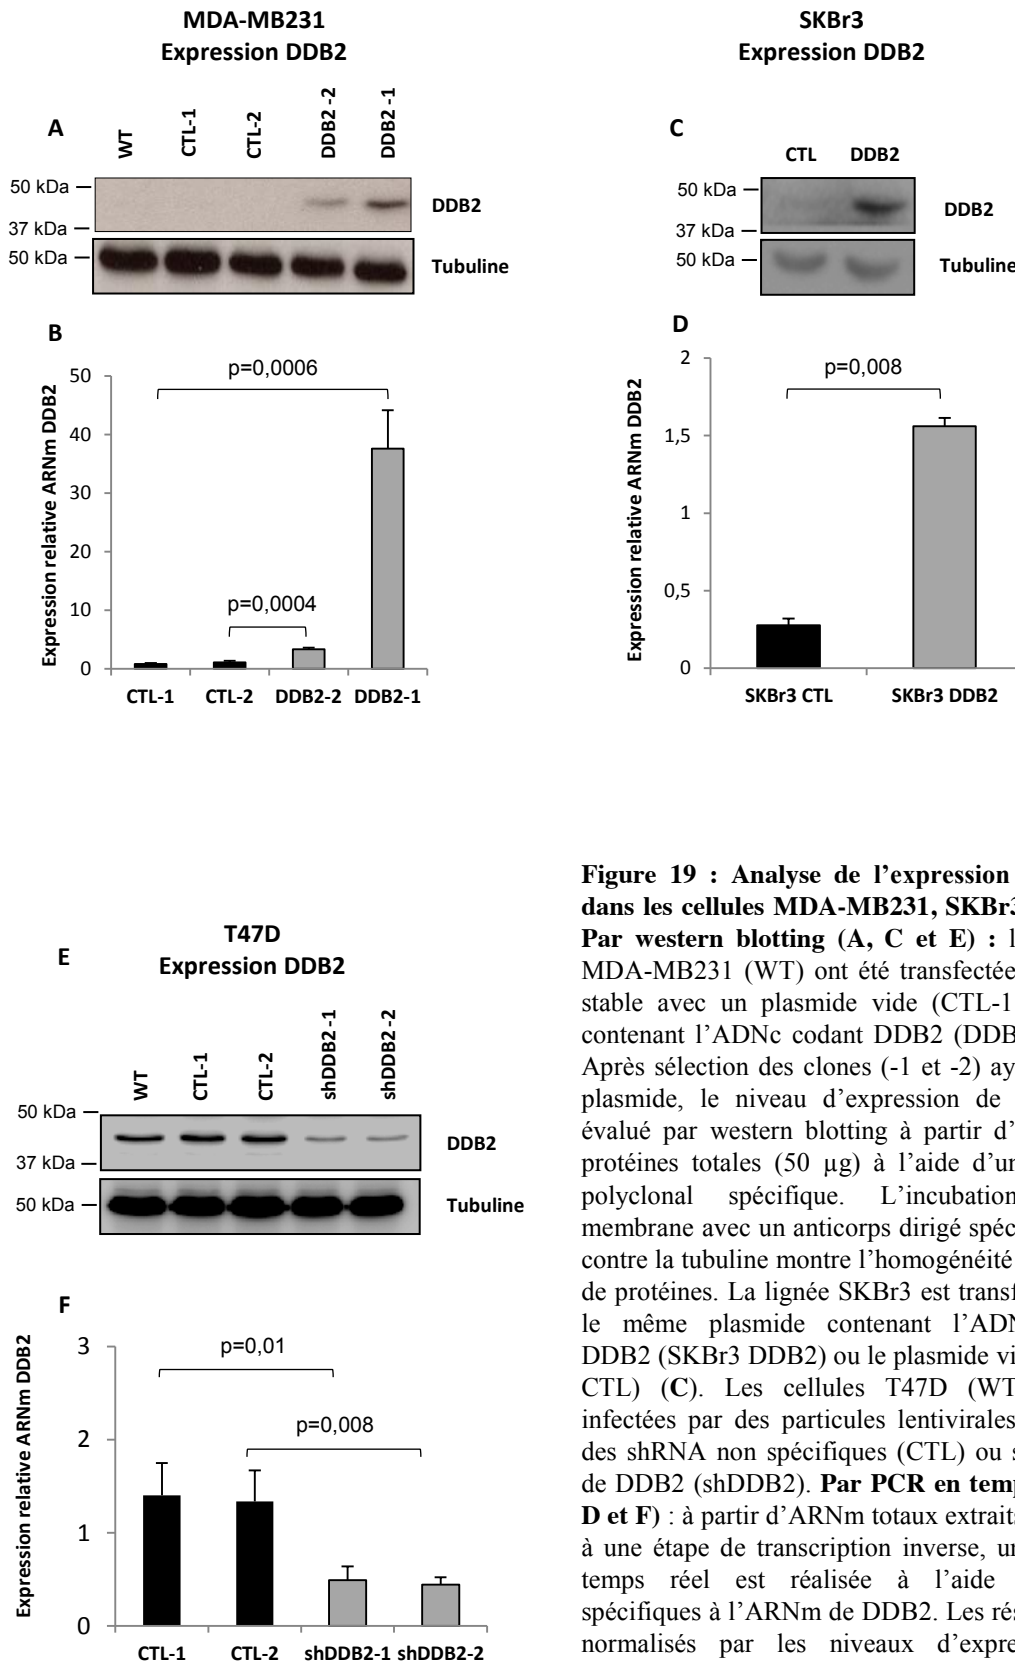 MDA-MB231
Expression DDB2
A
WT
CTL-1
CTL-2
DDB2 -2
DDB2 -1
50 kDa
37 kDa
50 kDa
DDB2
Tubuline
B
Expression relative ARNm DDB2
50
40
30
20
10
0
p=0,0006
p=0,0004
CTL-1 CTL-2 DDB2-2 DDB2-1
SKBr3
Expression DDB2
C
CTL DDB2
50 kDa
37 kDa
50 kDa
DDB2
Tubuline
D
Expression relative ARNm DDB2
2
1,5
1
0,5
0
p=0,008
SKBr3 CTL SKBr3 DDB2
T47D
Expression DDB2
E
WT
CTL-1
CTL-2
shDDB2 -1
shDDB2 -2
50 kDa
37 kDa
50 kDa
DDB2
Tubuline
F
Expression relative ARNm DDB2
3
2
1
0
p=0,01
p=0,008
CTL-1 CTL-2 shDDB2-1 shDDB2-2
Figure 19 : Analyse de l’expression
dans les cellules MDA-MB231, SKBr3
Par western blotting (A, C et E) : l
MDA-MB231 (WT) ont été transfectée
stable avec un plasmide vide (CTL-1
contenant l’ADNc codant DDB2 (DDB
Après sélection des clones (-1 et -2) ay
plasmide, le niveau d’expression de
évalué par western blotting à partir d’
protéines totales (50 µg) à l’aide d’un
polyclonal spécifique. L’incubation
membrane avec un anticorps dirigé spéc
contre la tubuline montre l’homogénéité
de protéines. La lignée SKBr3 est transf
le même plasmide contenant l’ADN
DDB2 (SKBr3 DDB2) ou le plasmide vi
CTL) (C). Les cellules T47D (WT
infectées par des particules lentivirales
des shRNA non spécifiques (CTL) ou s
de DDB2 (shDDB2). Par PCR en temp
D et F) : à partir d’ARNm totaux extraits
à une étape de transcription inverse, un
temps réel est réalisée à l’aide
spécifiques à l’ARNm de DDB2. Les rés
normalisés par les niveaux d’expre